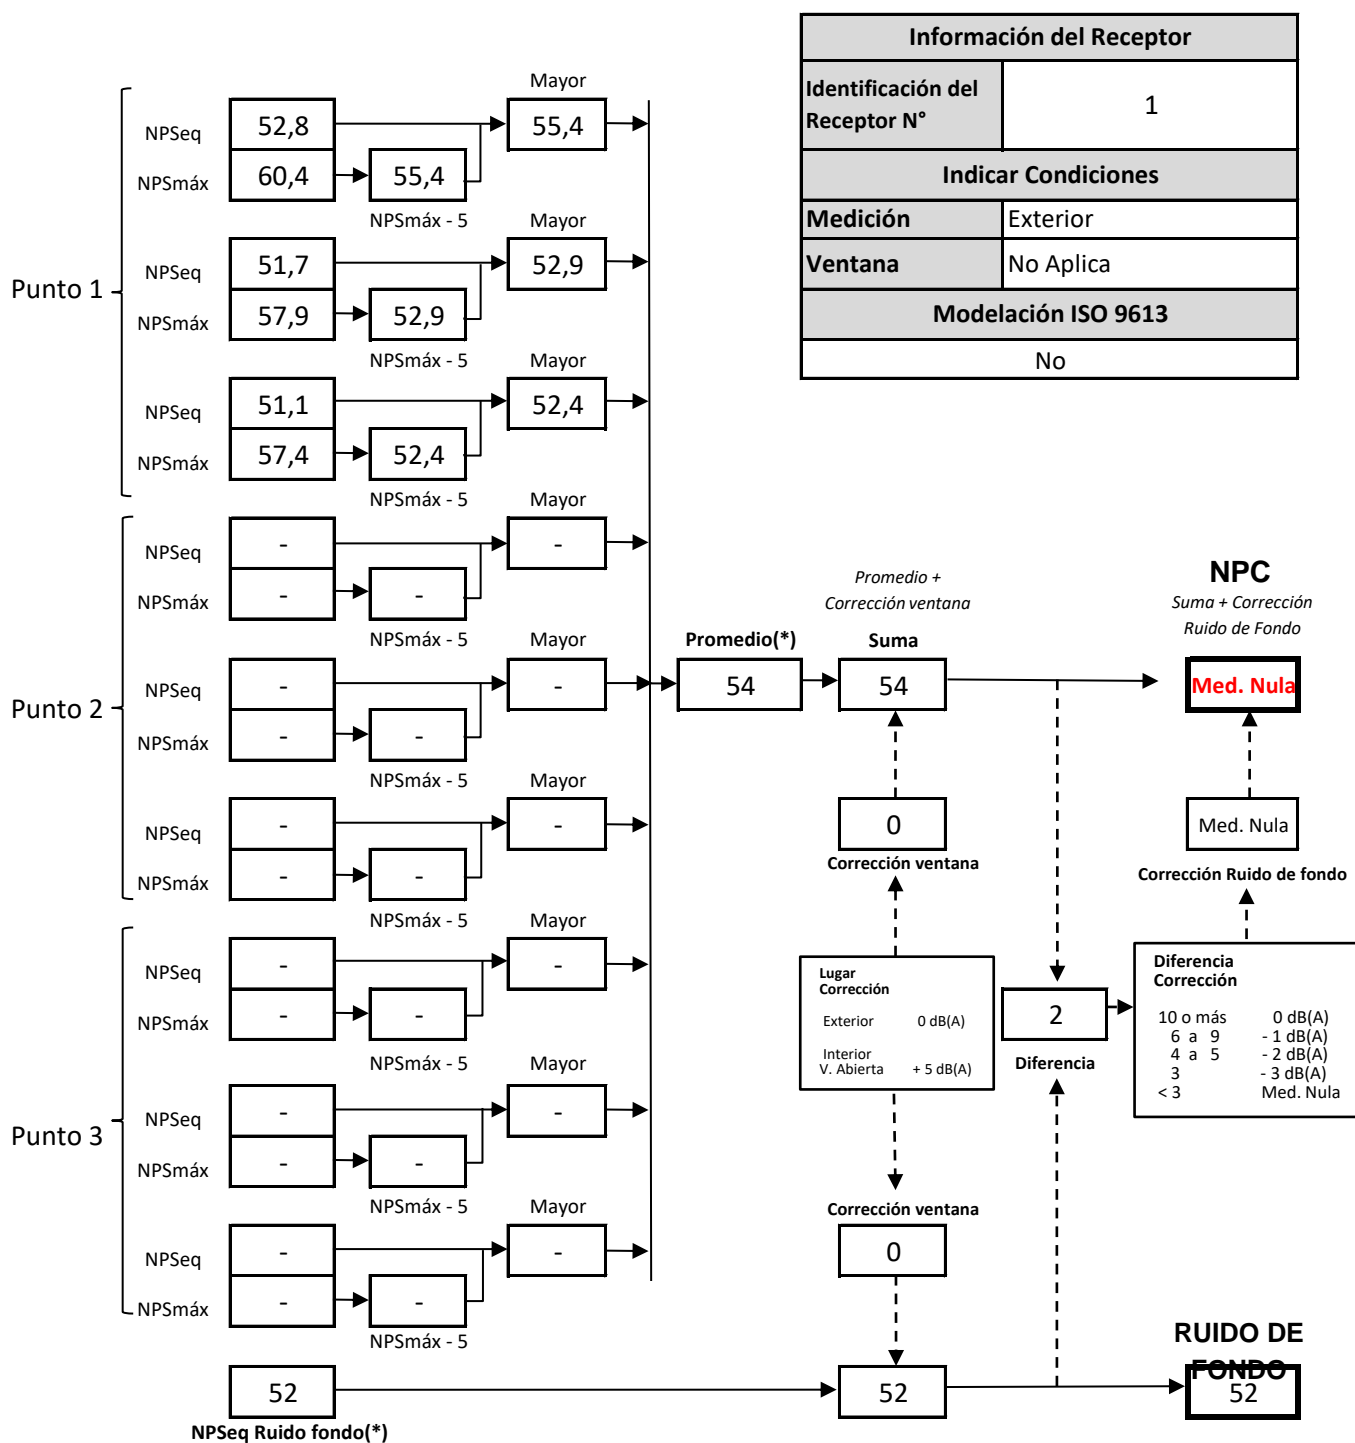 Información del Receptor
Identificación del
Receptor N°
1
Indicar Condiciones
Medición
Exterior
Ventana
No Aplica
Modelación ISO 9613
No
Punto 1
Mayor
NPSeq
52,8
55,4
NPSmáx
60,4
55,4
NPSmáx - 5
Mayor
NPSeq
51,7
52,9
NPSmáx
57,9
52,9
NPSmáx - 5
Mayor
NPSeq
51,1
52,4
NPSmáx
57,4
52,4
NPSmáx - 5
Punto 2
Mayor
NPSeq
-
-
NPSmáx
-
-
NPSmáx - 5
Mayor
NPSeq
-
-
NPSmáx
-
-
NPSmáx - 5
Mayor
NPSeq
-
-
NPSmáx
-
-
NPSmáx - 5
Punto 3
Mayor
NPSeq
-
-
NPSmáx
-
-
NPSmáx - 5
Mayor
NPSeq
-
-
NPSmáx
-
-
NPSmáx - 5
Mayor
NPSeq
-
-
NPSmáx
-
-
NPSmáx - 5
52
NPSeq Ruido fondo(*)
Promedio(*)
54
Promedio +
Corrección ventana
Suma
54
0
Corrección ventana
Lugar
Corrección
Exterior 0 dB(A)
Interior
V. Abierta + 5 dB(A)
Corrección ventana
0
52
2
Diferencia
NPC
Suma + Corrección
Ruido de Fondo
Med. Nula
Med. Nula
Corrección Ruido de fondo
Diferencia
Corrección
10 o más 0 dB(A)
6 a 9 - 1 dB(A)
4 a 5 - 2 dB(A)
3 - 3 dB(A)
< 3 Med. Nula
RUIDO DE
FONDO
52